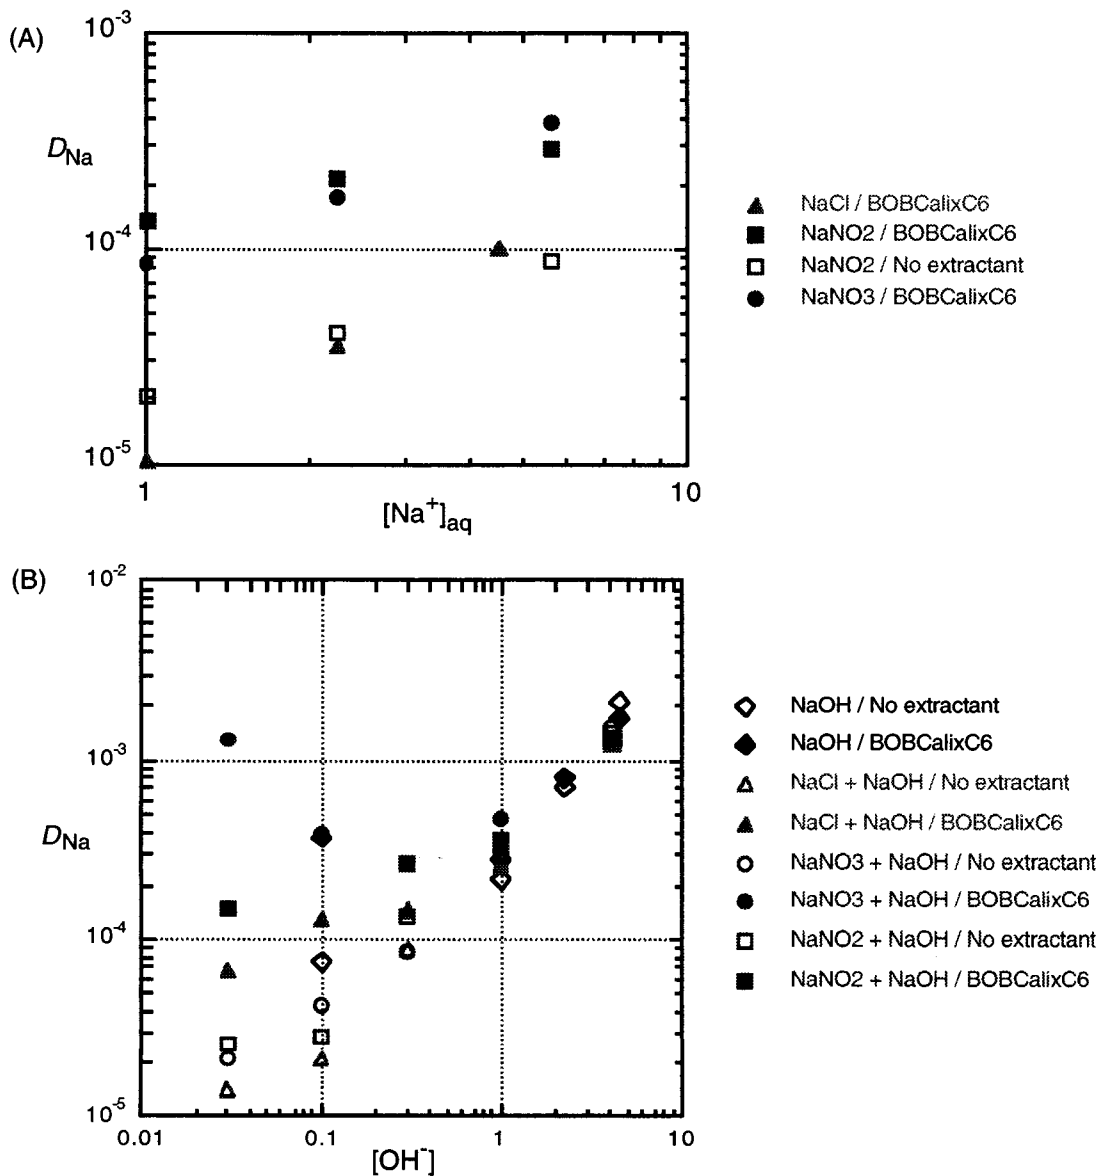 (A)
10-3
DNa
10-4
10-5
1
10
[Na+]aq
NaCl / BOBCalixC6
NaNO2 / BOBCalixC6
NaNO2 / No extractant
NaNO3 / BOBCalixC6
(B)
10-2
10-3
DNa
10-4
10-5
0.01
0.1
1
10
[OH-]
NaOH / No extractant
NaOH / BOBCalixC6
NaCl + NaOH / No extractant
NaCl + NaOH / BOBCalixC6
NaNO3 + NaOH / No extractant
NaNO3 + NaOH / BOBCalixC6
NaNO2 + NaOH / No extractant
NaNO2 + NaOH / BOBCalixC6